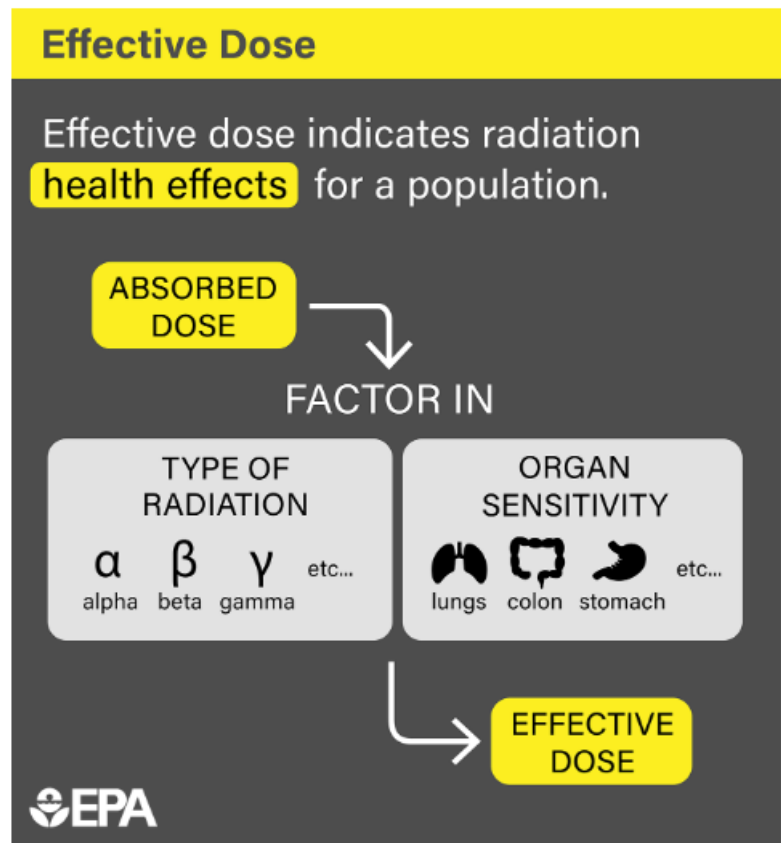 Effective Dose
Effective dose indicates radiation
health effects for a population.
ABSORBED
DOSE
FACTOR IN
TYPE OF
RADIATION
α β γ etc...
alpha beta gamma
ORGAN
SENSITIVITY
etc...
lungs colon stomach
EFFECTIVE
DOSE
EPA